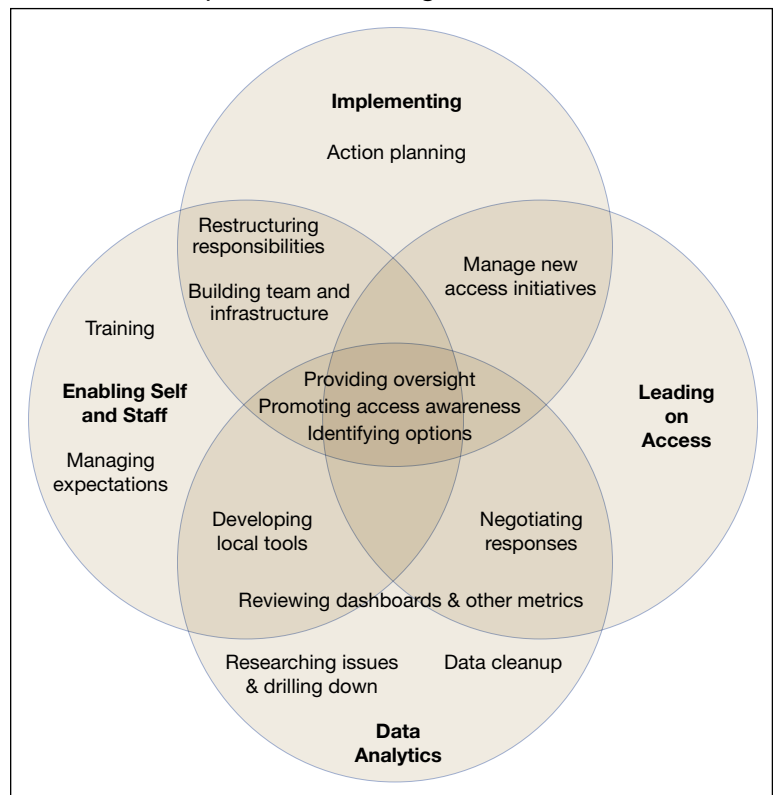 Implementing
Action planning
Restructuring
responsibilities
Building team and
infrastructure
Manage new
access initiatives
Training
Enabling Self
and Staff
Managing
expectations
Providing oversight
Promoting access awareness
Identifying options
Leading
on
Access
Developing
local tools
Negotiating
responses
Reviewing dashboards & other metrics
Researching issues
& drilling down
Data cleanup
Data
Analytics